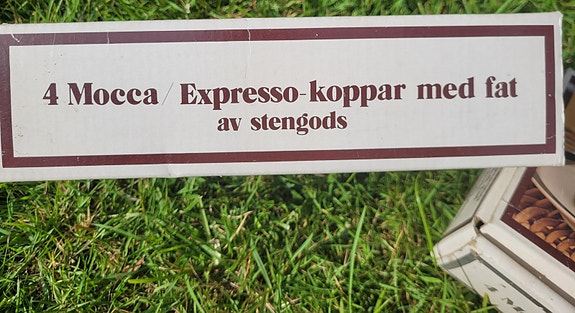 4 Mocca/Expresso-koppar med fat
av stengods